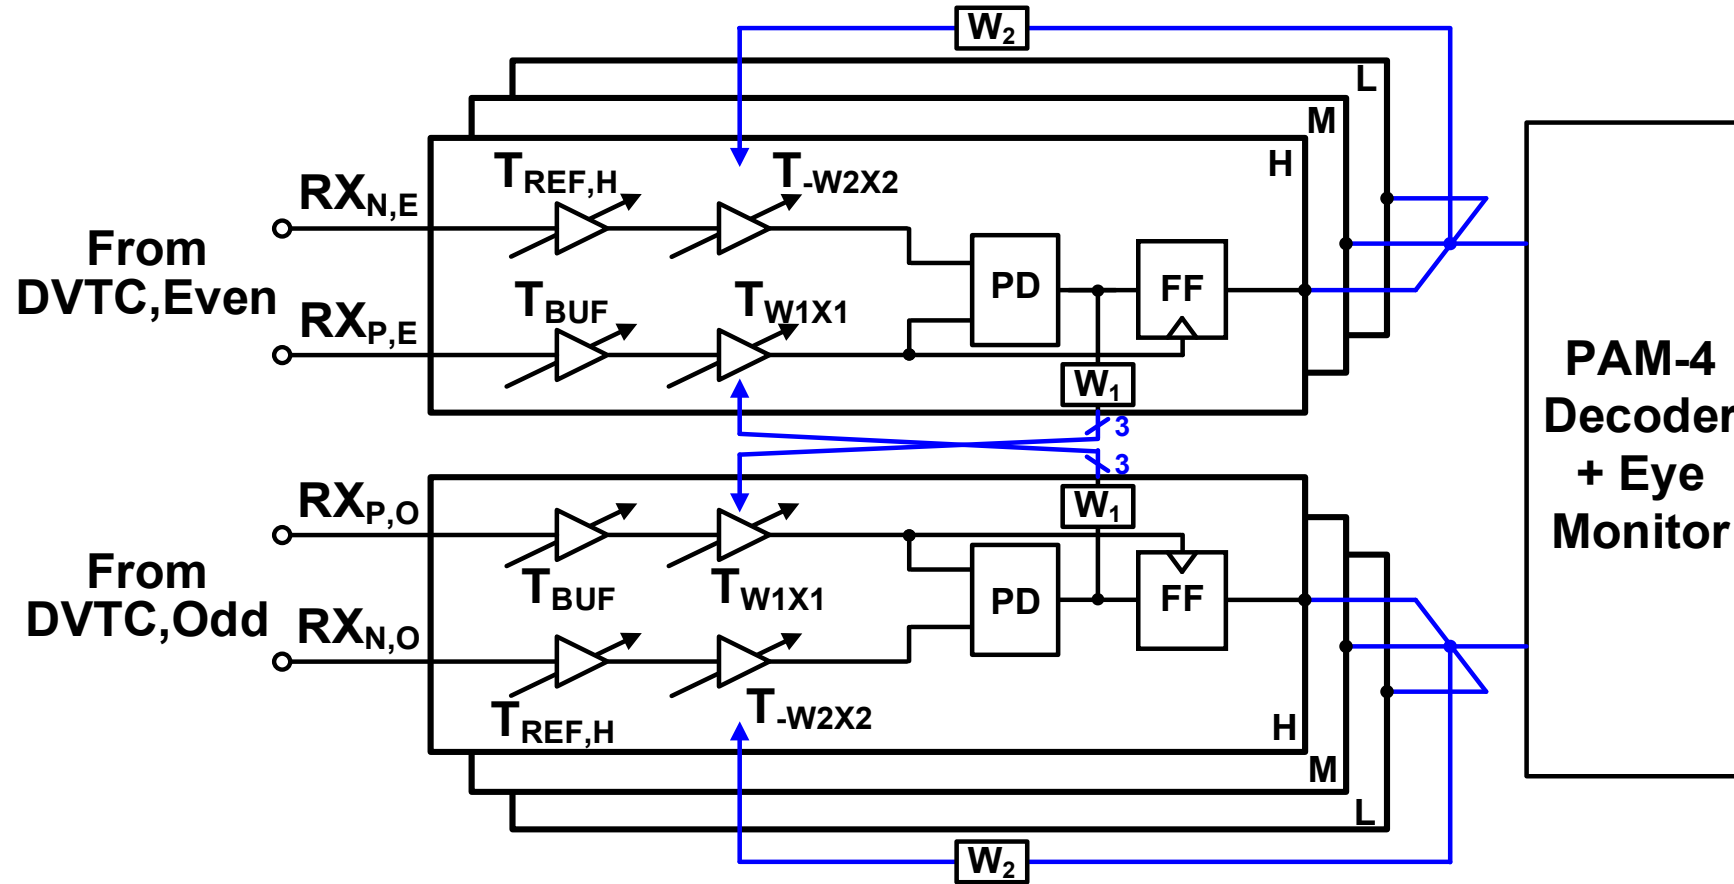 W2
L
M
H
TREF,H
T-W2X2
RXN,E
From
DVTC,Even
TBUF
TW1X1
PD
FF
RXP,E
W1
3
3
W1
RXP,O
From
DVTC,Odd
TBUF
TW1X1
PD
FF
RXN,O
TREF,H
T-W2X2
H
M
L
W2
PAM-4
Decoder
+ Eye
Monitor